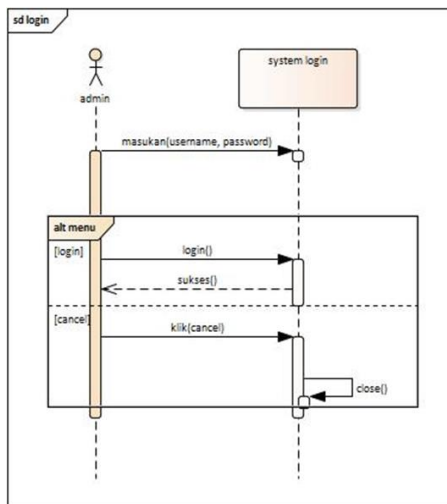 sd login
system login
admin
masukan(username, password)
alt menu
[login]
login()
sukses()
[cancel]
klik(cancel)
close()